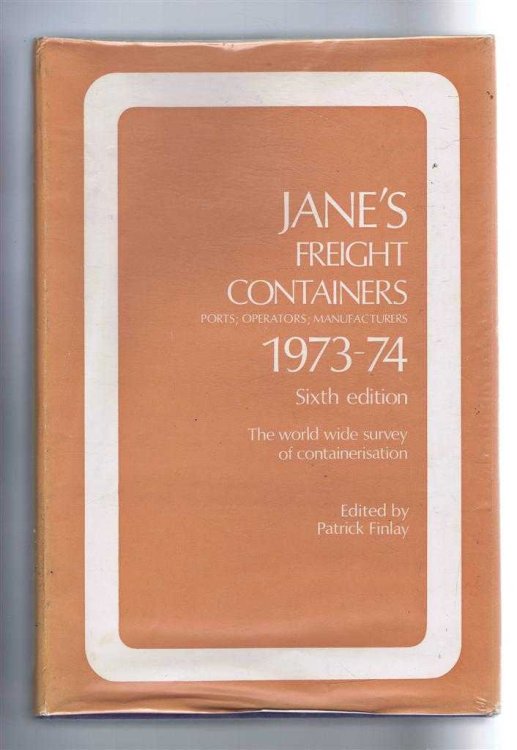 JANE'S
FREIGHT
CONTAINERS
PORTS; OPERATORS; MANUFACTURERS
1973-74
Sixth edition
The world wide survey
of containerisation
Edited by
Patrick Finlay